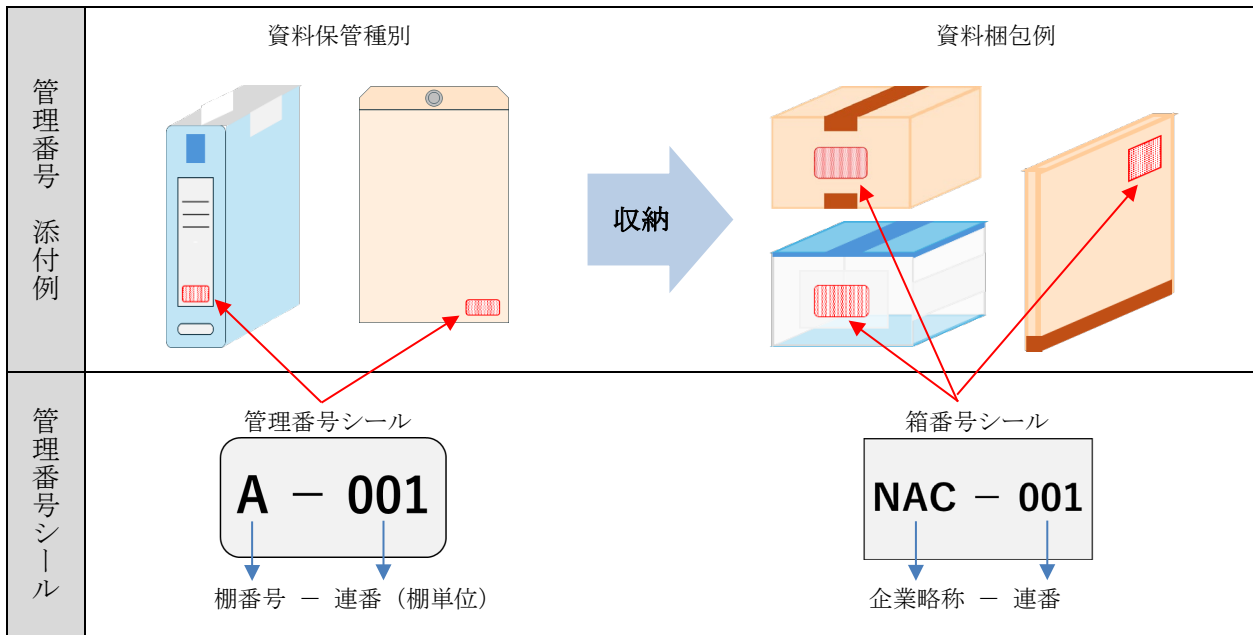 管理番号 添付例
資料保管種別
資料梱包例
収納
管理番号シール
管理番号シール
A － 001
棚番号 － 連番（棚単位）
箱番号シール
NAC － 001
企業略称 － 連番